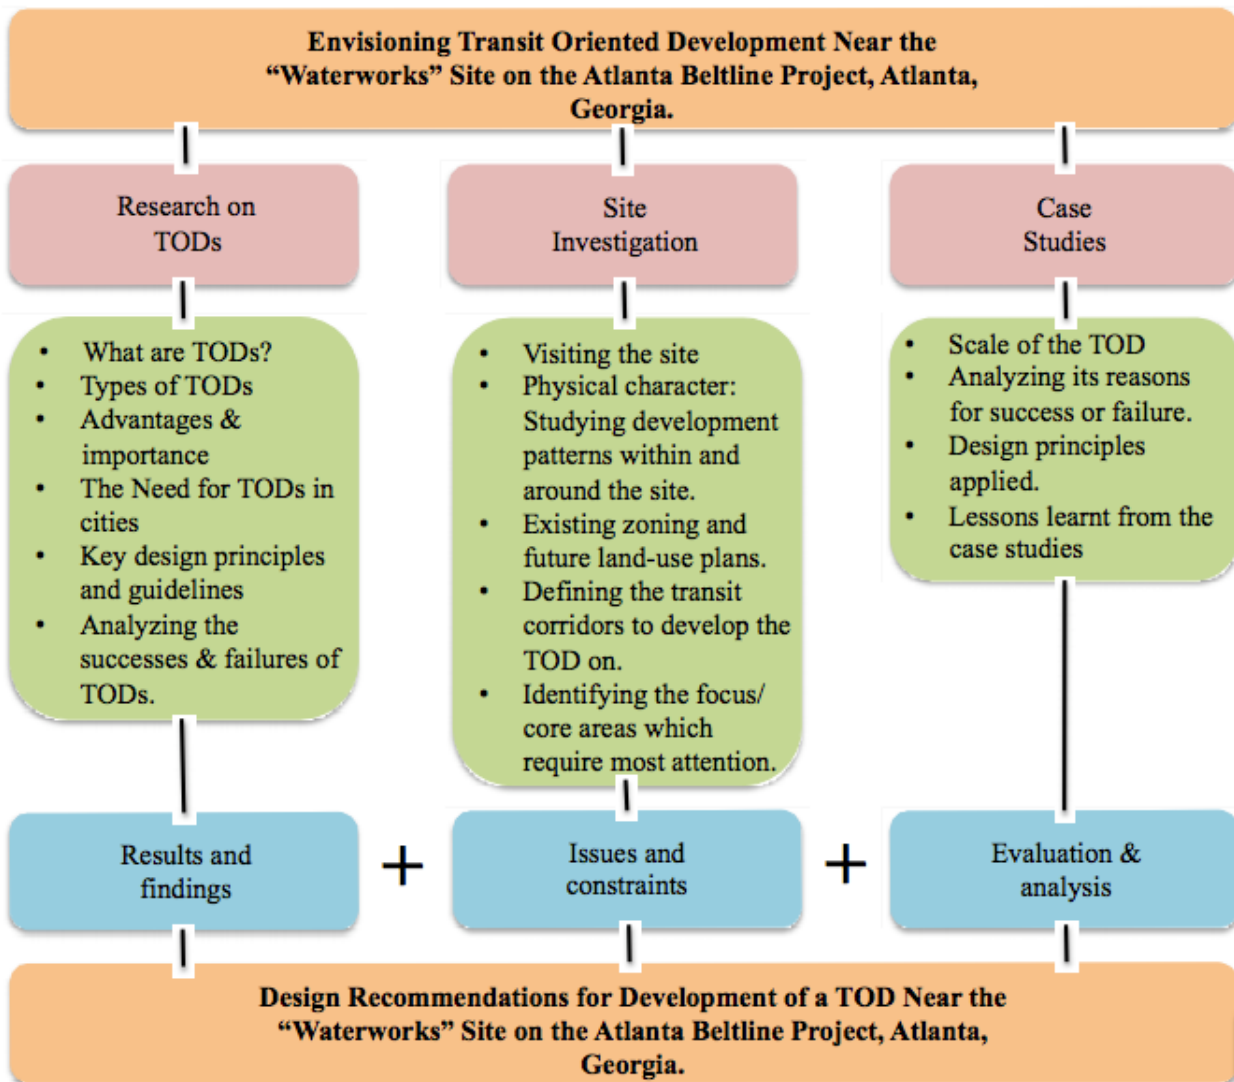 Envisioning Transit Oriented Development Near the
“Waterworks” Site on the Atlanta Beltline Project, Atlanta,
Georgia.
Research on
TODs
Site
Investigation
Case
Studies
• What are TODs?
• Types of TODs
• Advantages &
importance
• The Need for TODs in
cities
• Key design principles
and guidelines
• Analyzing the
successes & failures of
TODs.
• Visiting the site
• Physical character:
Studying development
patterns within and
around the site.
• Existing zoning and
future land-use plans.
• Defining the transit
corridors to develop the
TOD on.
• Identifying the focus/
core areas which
require most attention.
• Scale of the TOD
• Analyzing its reasons
for success or failure.
• Design principles
applied.
• Lessons learnt from the
case studies
Results and
findings
+
Issues and
constraints
+
Evaluation &
analysis
Design Recommendations for Development of a TOD Near the
“Waterworks” Site on the Atlanta Beltline Project, Atlanta,
Georgia.